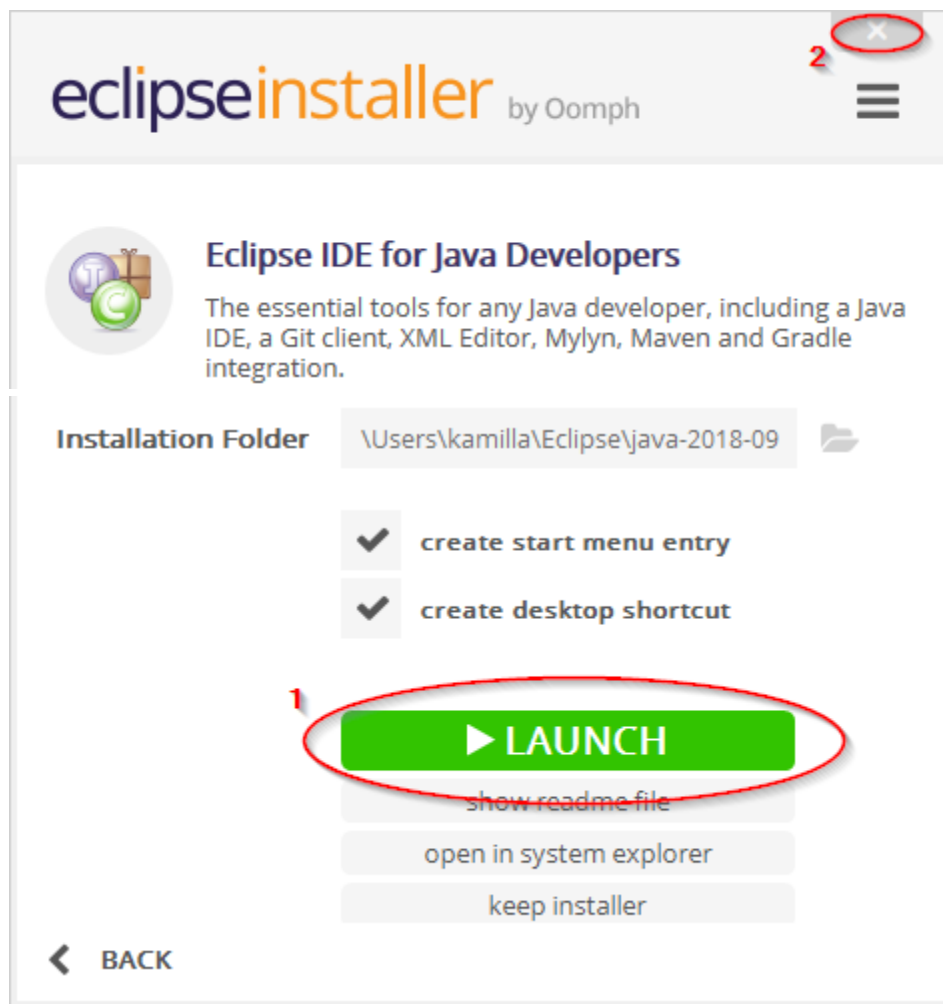 2
eclipseinstaller by Oomph
Eclipse IDE for Java Developers
The essential tools for any Java developer, including a Java
IDE, a Git client, XML Editor, Mylyn, Maven and Gradle
integration.
Installation Folder \Users\kamilla\Eclipse\java-2018-09
create start menu entry
create desktop shortcut
1
LAUNCH
show readme file
open in system explorer
keep installer
BACK